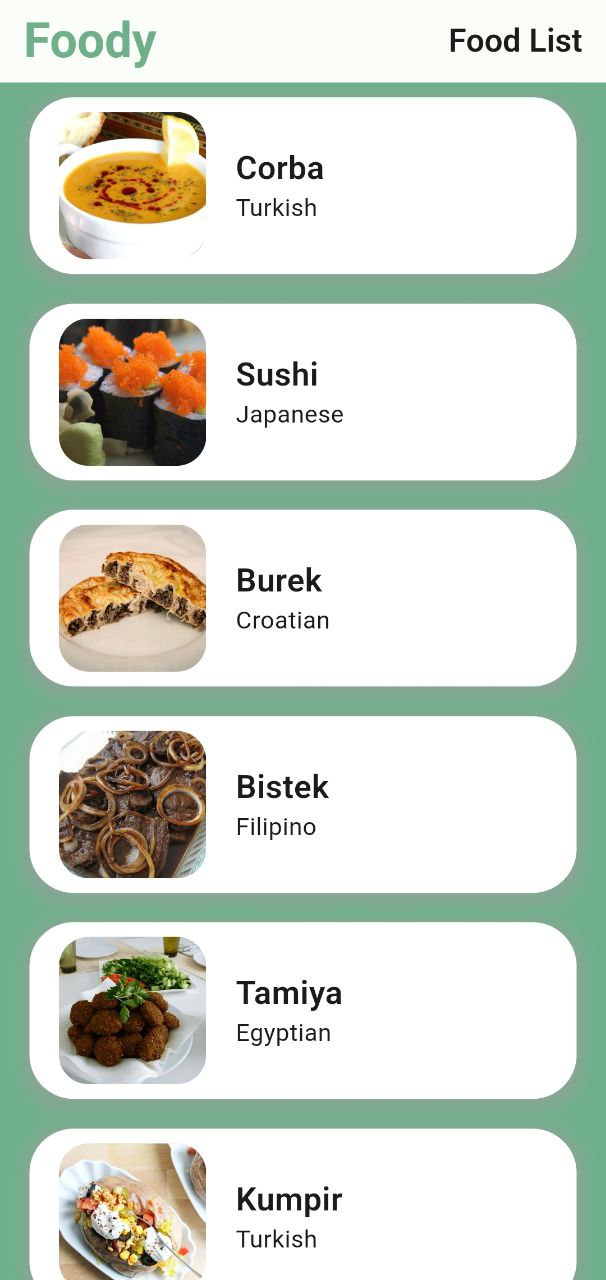 Foody
Food List
Corba
Turkish
Sushi
Japanese
Burek
Croatian
Bistek
Filipino
Tamiya
Egyptian
Kumpir
Turkish